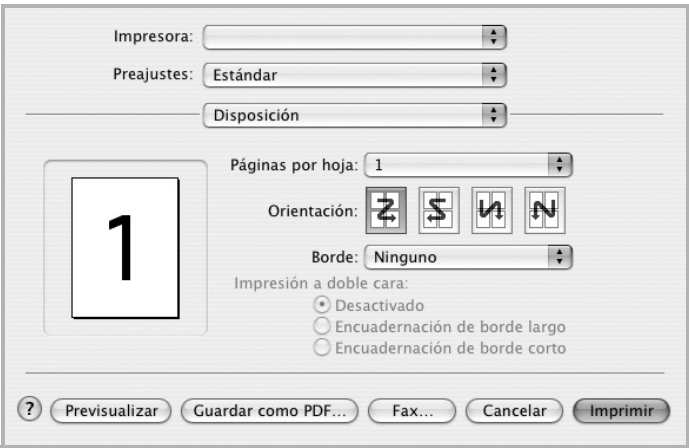 Impresora:
Preajustes: Estándar
Disposición
Páginas por hoja: 1
Orientación:
1
Borde: Ninguno
Impresión a doble cara:
Desactivado
Encuadernación de borde largo
Encuadernación de borde corto
? Previsualizar Guardar como PDF... Fax... Cancelar Imprimir